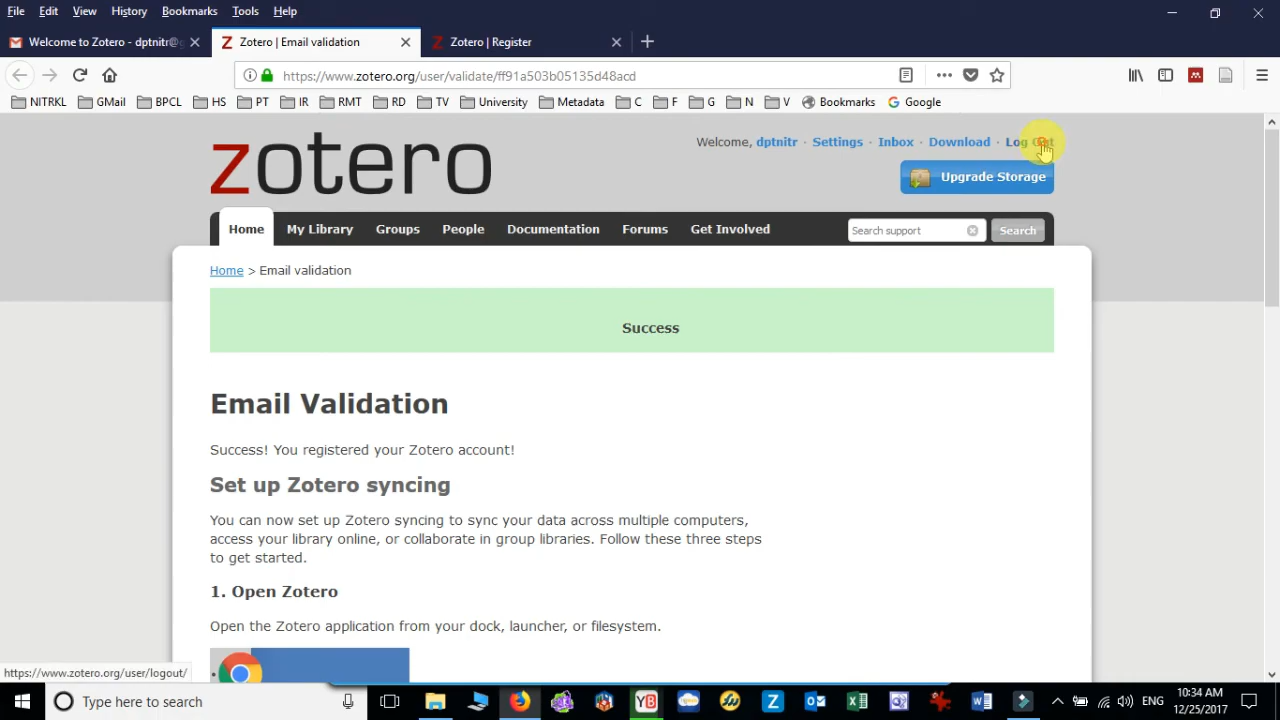 File Edit View History Bookmarks Tools Help
Welcome to Zotero - dptnitr@g
Zotero | Email validation
Zotero | Register
https://www.zotero.org/user/validate/ff91a503b05135d48acd
NITRKL GMail BPCL HS PT IR RMT RD TV University Metadata C F G N V Bookmarks Google
zotero
Welcome, dptnitr · Settings · Inbox · Download · Log Out
Upgrade Storage
Home My Library Groups People Documentation Forums Get Involved
Search support Search
Home > Email validation
Success
Email Validation
Success! You registered your Zotero account!
Set up Zotero syncing
You can now set up Zotero syncing to sync your data across multiple computers,
access your library online, or collaborate in group libraries. Follow these three steps
to get started.
1. Open Zotero
Open the Zotero application from your dock, launcher, or filesystem.
https://www.zotero.org/user/logout/
Type here to search
YB
Z
ENG
10:34 AM
12/25/2017